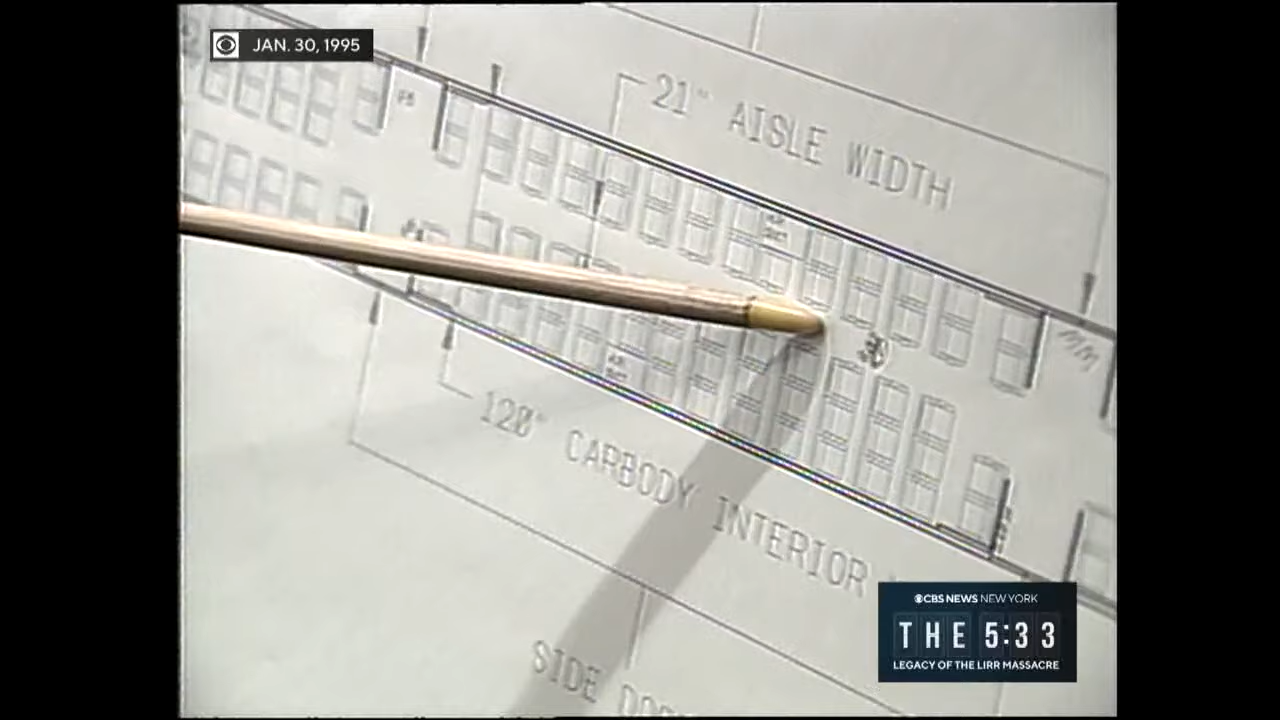 JAN. 30, 1995
21" AISLE WIDTH
120" CARBODY INTERIOR
SIDE
CBS NEWS NEW YORK
THE 5:33
LEGACY OF THE LIRR MASSACRE